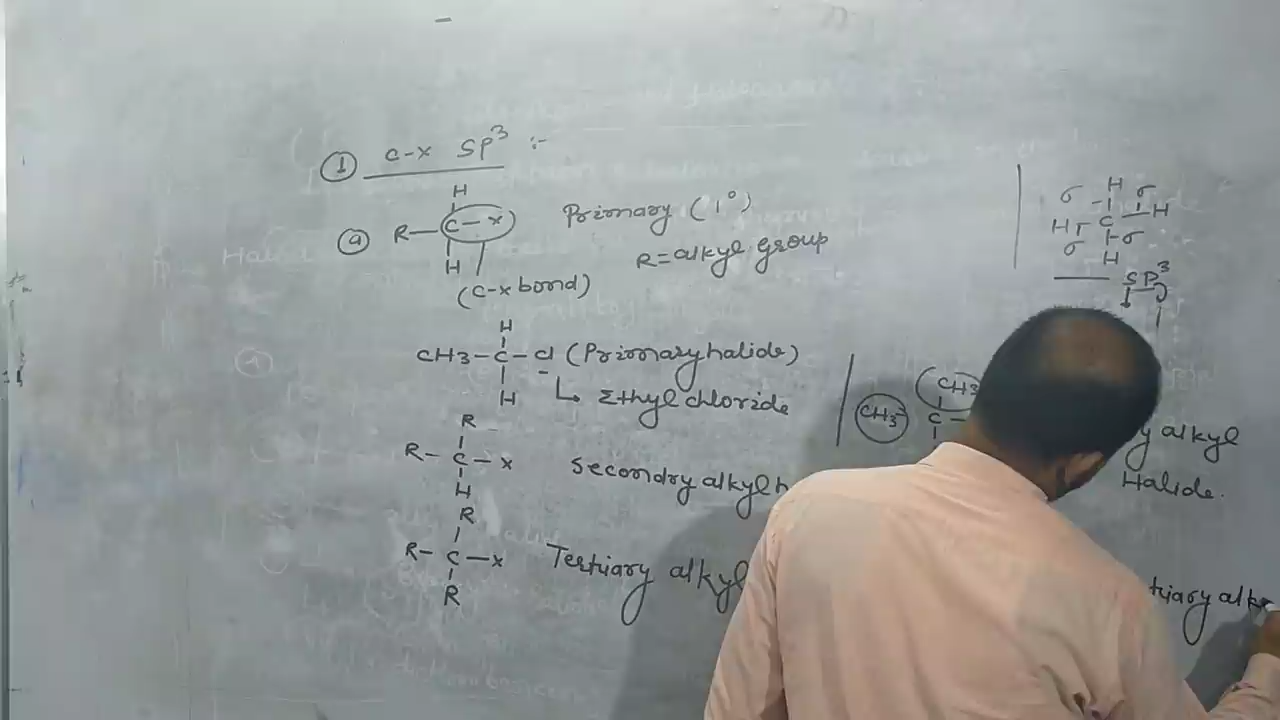 ① C-x SP³ :-
H
ⓐ R-C-x Primary (1°)
H
R=alkyl group
(C-x bond)
H
CH3-C-Cl (Primary halide)
H
↳ Ethyl chloride
R
R-C-x Secondry alkyl h
H
R
R-C-x Tertiary alkyl
R
σ H σ
H-C-H
σ H σ
SP³
CH3
CH3-C-
y alkyl
Halide.
tiary alk